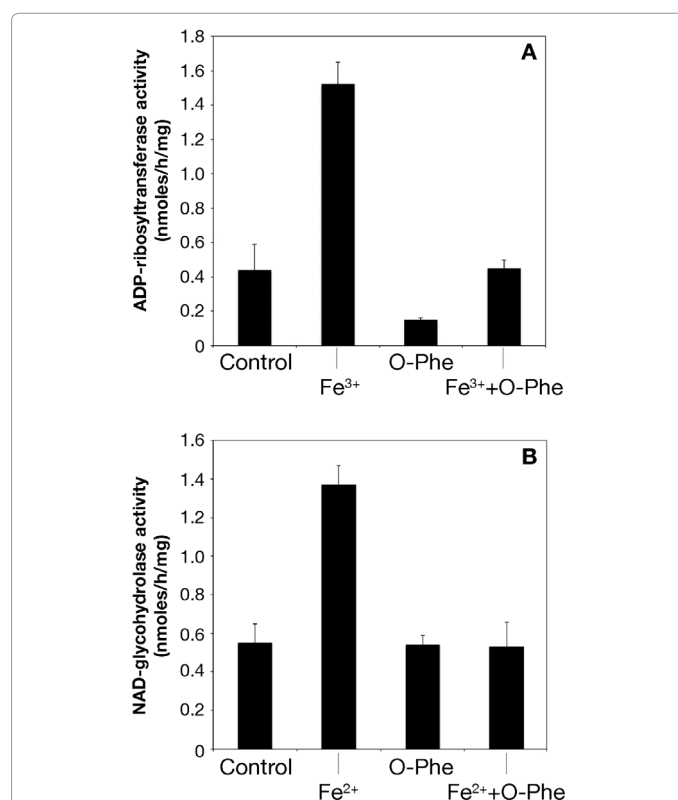 A
ADP-ribosyltransferase activity
(nmoles/h/mg)
1.8
1.6
1.4
1.2
1.0
0.8
0.6
0.4
0.2
0
Control
Fe³⁺
O-Phe
Fe³⁺+O-Phe
B
NAD-glycohydrolase activity
(nmoles/h/mg)
1.6
1.4
1.2
1.0
0.8
0.6
0.4
0.2
0
Control
Fe²⁺
O-Phe
Fe²⁺+O-Phe